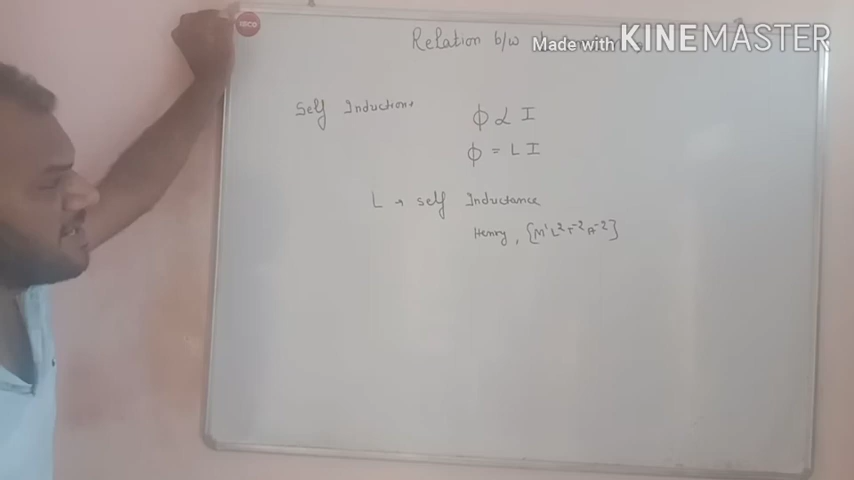 Relation b/w
Made with KINEMASTER
Self Induction
ϕ ∝ I
ϕ = L I
L → self Inductance
Henry, [M¹L²T⁻²A⁻²]